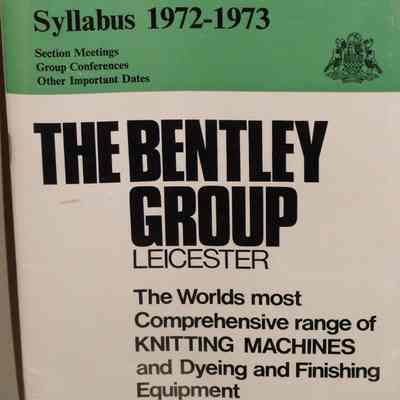 Syllabus 1972-1973
Section Meetings
Group Conferences
Other Important Dates
THE BENTLEY
GROUP
LEICESTER
The Worlds most
Comprehensive range of
KNITTING MACHINES
and Dyeing and Finishing
Equipment